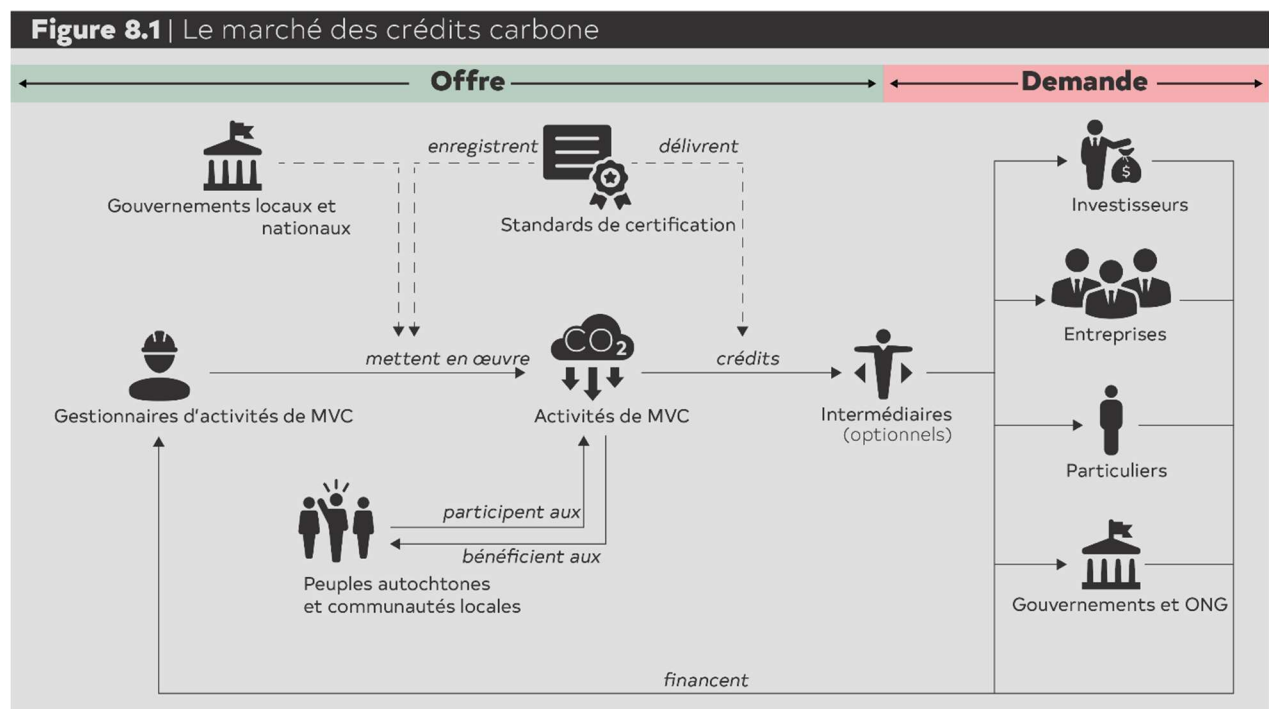 Figure 8.1 | Le marché des crédits carbone
Offre
Demande
enregistrent
délivrent
Gouvernements locaux et
nationaux
Standards de certification
Investisseurs
Entreprises
mettent en œuvre
CO2
crédits
Gestionnaires d'activités de MVC
Activités de MVC
Intermédiaires
(optionnels)
Particuliers
participent aux
bénéficient aux
Peuples autochtones
et communautés locales
Gouvernements et ONG
financent
$